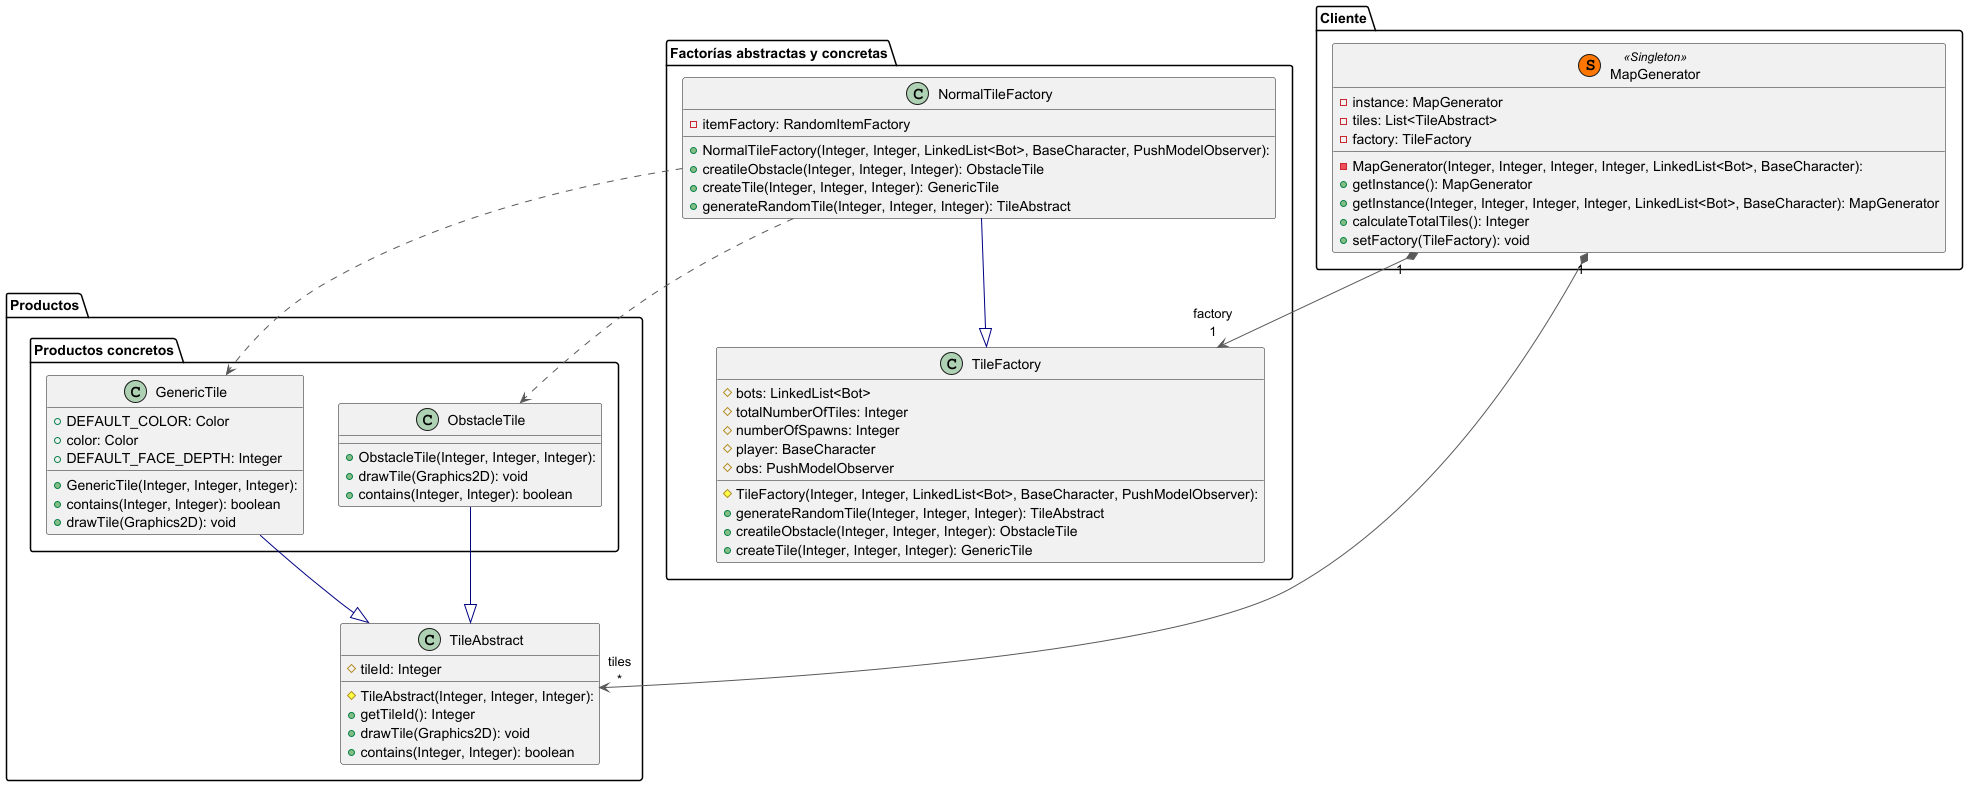 Cliente
«Singleton»
S
MapGenerator
instance: MapGenerator
tiles: List<TileAbstract>
factory: TileFactory
MapGenerator(Integer, Integer, Integer, Integer, LinkedList<Bot>, BaseCharacter):
getInstance(): MapGenerator
getInstance(Integer, Integer, Integer, Integer, LinkedList<Bot>, BaseCharacter): MapGenerator
calculateTotalTiles(): Integer
setFactory(TileFactory): void
1
1
Factorías abstractas y concretas
C
NormalTileFactory
itemFactory: RandomItemFactory
NormalTileFactory(Integer, Integer, LinkedList<Bot>, BaseCharacter, PushModelObserver):
creatileObstacle(Integer, Integer, Integer): ObstacleTile
createTile(Integer, Integer, Integer): GenericTile
generateRandomTile(Integer, Integer, Integer): TileAbstract
factory
1
C
TileFactory
bots: LinkedList<Bot>
totalNumberOfTiles: Integer
numberOfSpawns: Integer
player: BaseCharacter
obs: PushModelObserver
TileFactory(Integer, Integer, LinkedList<Bot>, BaseCharacter, PushModelObserver):
generateRandomTile(Integer, Integer, Integer): TileAbstract
creatileObstacle(Integer, Integer, Integer): ObstacleTile
createTile(Integer, Integer, Integer): GenericTile
Productos
Productos concretos
C
GenericTile
DEFAULT_COLOR: Color
color: Color
DEFAULT_FACE_DEPTH: Integer
GenericTile(Integer, Integer, Integer):
contains(Integer, Integer): boolean
drawTile(Graphics2D): void
C
ObstacleTile
ObstacleTile(Integer, Integer, Integer):
drawTile(Graphics2D): void
contains(Integer, Integer): boolean
C
TileAbstract
tileId: Integer
TileAbstract(Integer, Integer, Integer):
getTileId(): Integer
drawTile(Graphics2D): void
contains(Integer, Integer): boolean
tiles
*